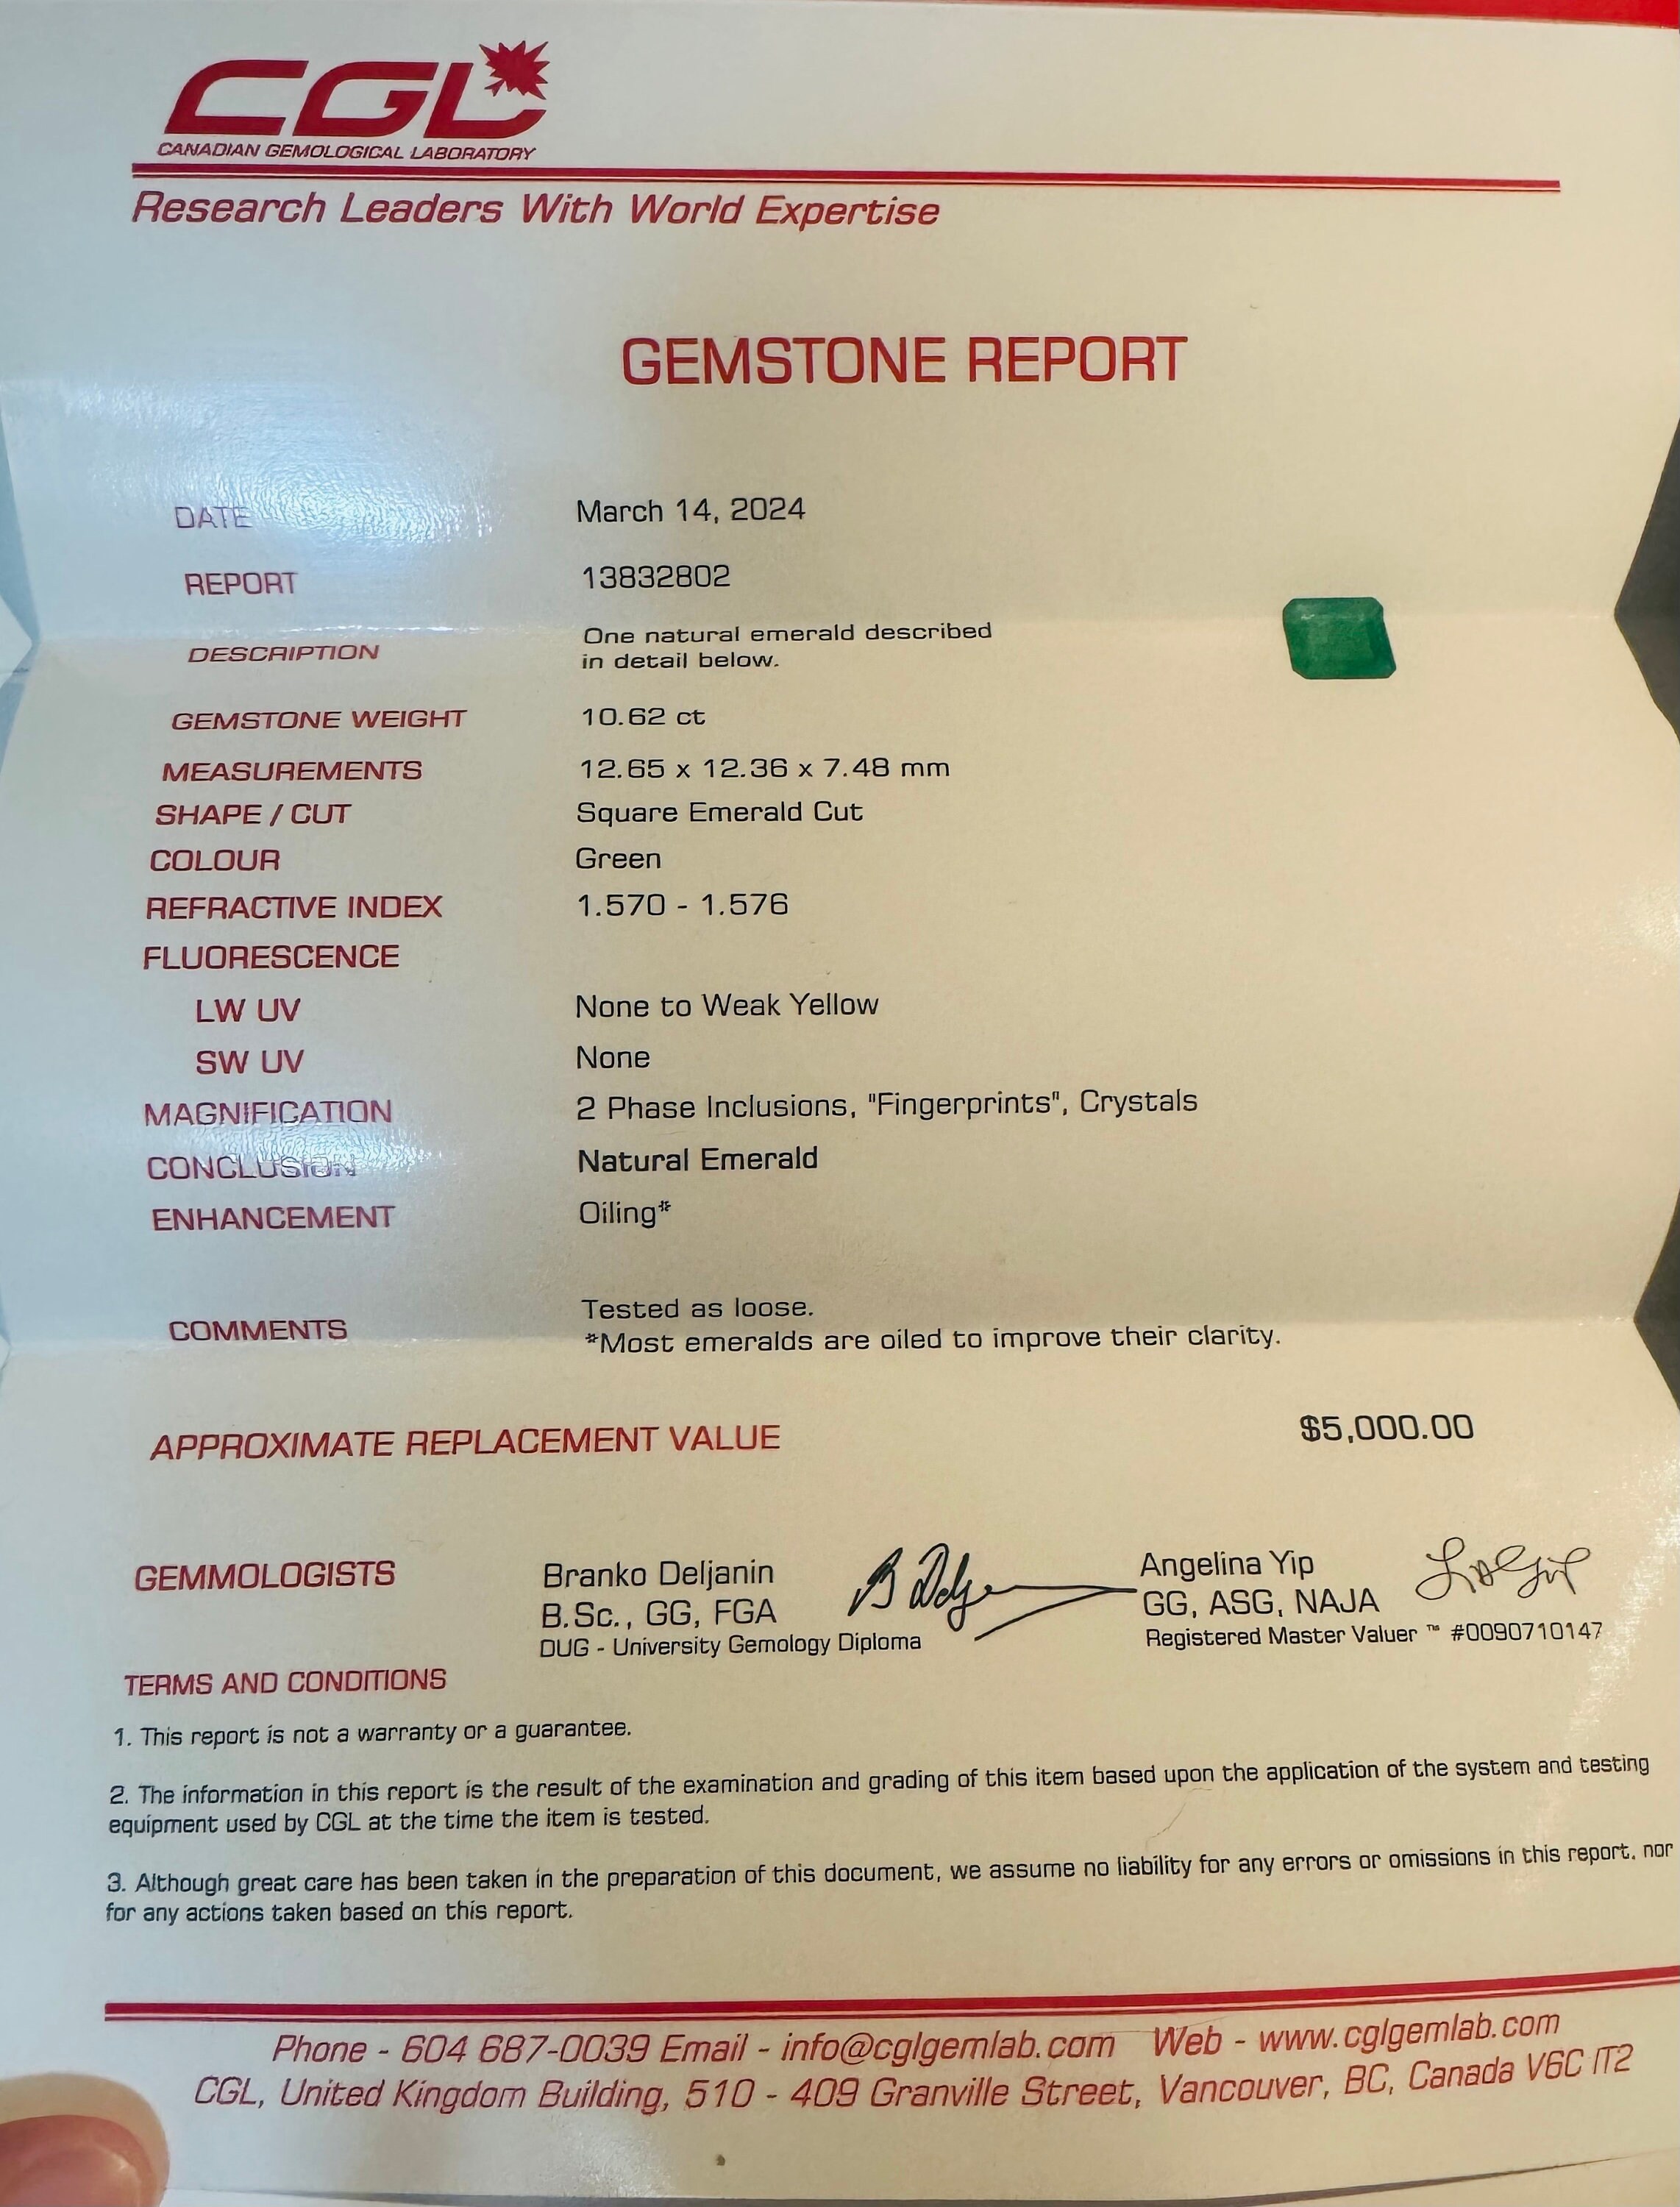 CGL
CANADIAN GEMOLOGICAL LABORATORY
Research Leaders With World Expertise
GEMSTONE REPORT
DATE March 14, 2024
REPORT 13832802
DESCRIPTION One natural emerald described
in detail below.
GEMSTONE WEIGHT 10.62 ct
MEASUREMENTS 12.65 x 12.36 x 7.48 mm
SHAPE / CUT Square Emerald Cut
COLOUR Green
REFRACTIVE INDEX 1.570 - 1.576
FLUORESCENCE
LW UV None to Weak Yellow
SW UV None
MAGNIFICATION 2 Phase Inclusions, "Fingerprints", Crystals
CONCLUSION Natural Emerald
ENHANCEMENT Oiling*
COMMENTS Tested as loose.
*Most emeralds are oiled to improve their clarity.
APPROXIMATE REPLACEMENT VALUE $5,000.00
GEMMOLOGISTS Branko Deljanin Angelina Yip
B.Sc., GG, FGA GG, ASG, NAJA
DUG - University Gemology Diploma Registered Master Valuer ™ #0090710147
TERMS AND CONDITIONS
1. This report is not a warranty or a guarantee.
2. The information in this report is the result of the examination and grading of this item based upon the application of the system and testing
equipment used by CGL at the time the item is tested.
3. Although great care has been taken in the preparation of this document, we assume no liability for any errors or omissions in this report, nor
for any actions taken based on this report.
Phone - 604 687-0039 Email - info@cglgemlab.com Web - www.cglgemlab.com
CGL, United Kingdom Building, 510 - 409 Granville Street, Vancouver, BC, Canada V6C 1T2